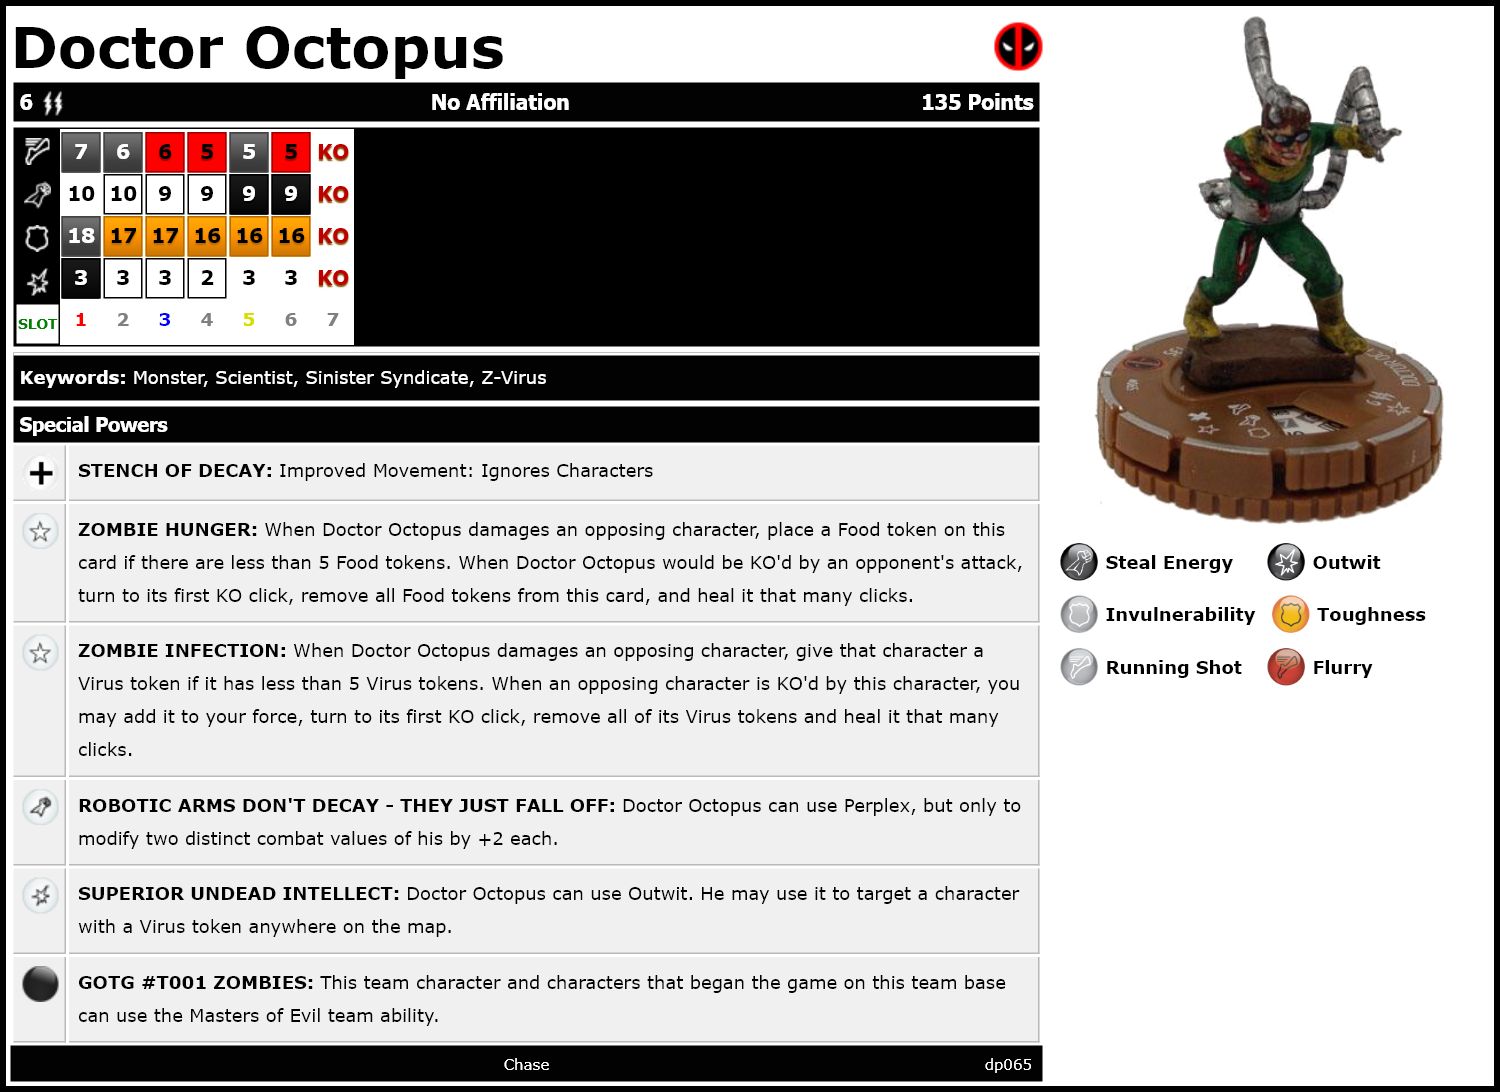 Doctor Octopus
6 No Affiliation 135 Points
7 6 6 5 5 5 KO
10 10 9 9 9 9 KO
18 17 17 16 16 16 KO
3 3 3 2 3 3 KO
SLOT 1 2 3 4 5 6 7
Keywords: Monster, Scientist, Sinister Syndicate, Z-Virus
Special Powers
STENCH OF DECAY: Improved Movement: Ignores Characters
ZOMBIE HUNGER: When Doctor Octopus damages an opposing character, place a Food token on this
card if there are less than 5 Food tokens. When Doctor Octopus would be KO'd by an opponent's attack,
turn to its first KO click, remove all Food tokens from this card, and heal it that many clicks.
ZOMBIE INFECTION: When Doctor Octopus damages an opposing character, give that character a
Virus token if it has less than 5 Virus tokens. When an opposing character is KO'd by this character, you
may add it to your force, turn to its first KO click, remove all of its Virus tokens and heal it that many
clicks.
ROBOTIC ARMS DON'T DECAY - THEY JUST FALL OFF: Doctor Octopus can use Perplex, but only to
modify two distinct combat values of his by +2 each.
SUPERIOR UNDEAD INTELLECT: Doctor Octopus can use Outwit. He may use it to target a character
with a Virus token anywhere on the map.
GOTG #T001 ZOMBIES: This team character and characters that began the game on this team base
can use the Masters of Evil team ability.
Chase dp065
#065
DOCTOR OCT
Steal Energy Outwit
Invulnerability Toughness
Running Shot Flurry